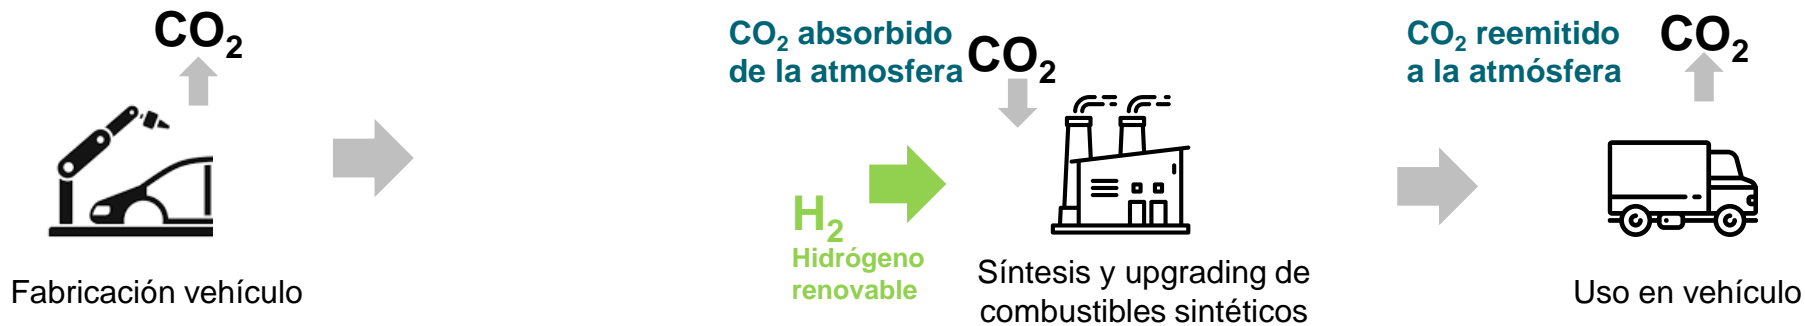 CO₂
Fabricación vehículo
CO₂ absorbido
de la atmosfera
CO₂
H₂
Hidrógeno
renovable
Síntesis y upgrading de
combustibles sintéticos
CO₂ reemitido
a la atmósfera
CO₂
Uso en vehículo